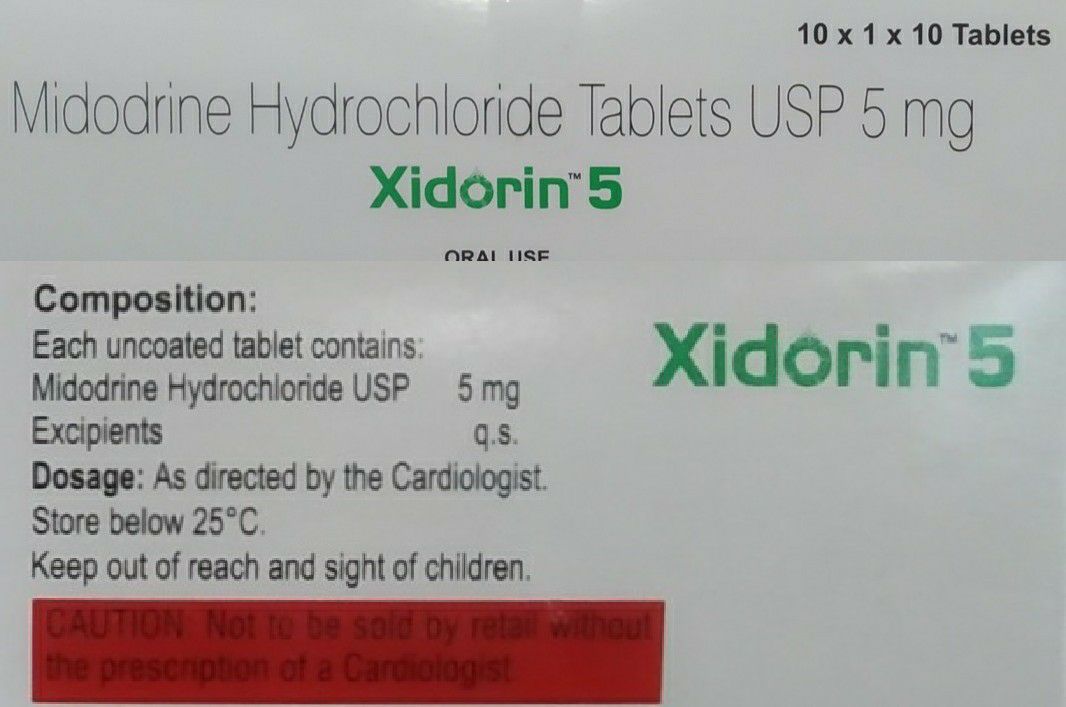 10 x 1 x 10 Tablets
Midodrine Hydrochloride Tablets USP 5 mg
Xidorin™ 5
ORAL USE
Composition:
Each uncoated tablet contains:
Midodrine Hydrochloride USP 5 mg
Excipients q.s.
Xidorin™ 5
Dosage: As directed by the Cardiologist.
Store below 25°C.
Keep out of reach and sight of children.
CAUTION: Not to be sold by retail without
the prescription of a Cardiologist.